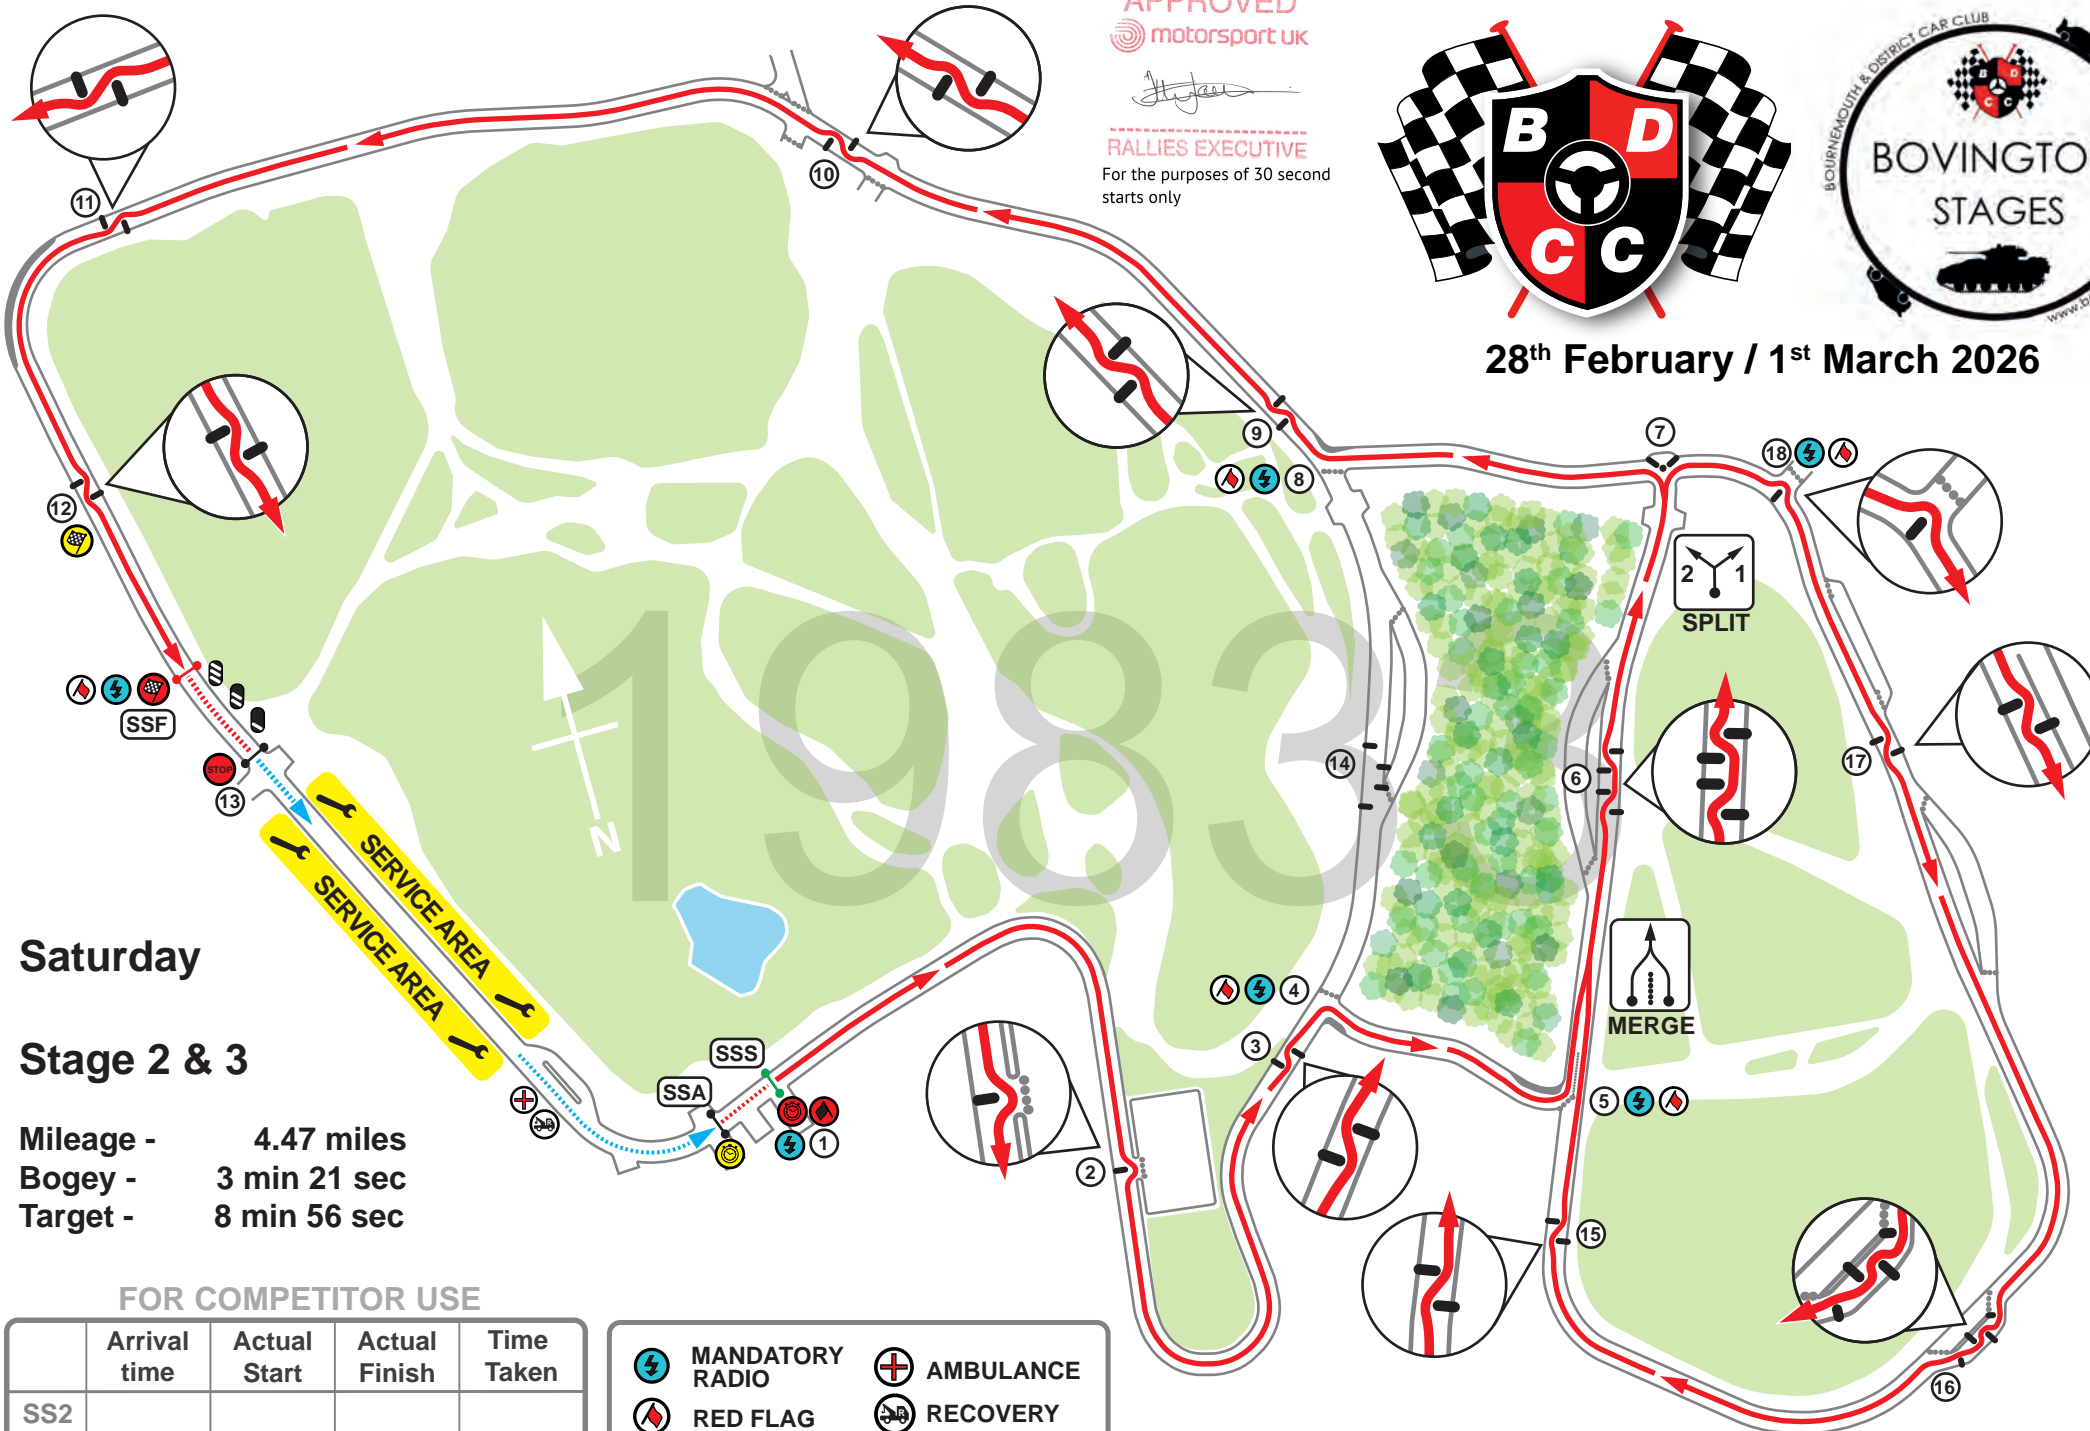 APPROVED
motorsport UK
RALLIES EXECUTIVE
For the purposes of 30 second
starts only
B D
C C
BOURNEMOUTH & DISTRICT CAR CLUB
B D
C C
BOVINGTO
STAGES
www.b
28th February / 1st March 2026
11
10
9
8
7
18
12
2 1
SPLIT
SSF
STOP
13
14
6
17
1983
N
SERVICE AREA
SERVICE AREA
MERGE
Saturday
Stage 2 & 3
Mileage - 4.47 miles
Bogey - 3 min 21 sec
Target - 8 min 56 sec
SSS
SSA
1
2
3
4
5
15
16
FOR COMPETITOR USE
Arrival time
Actual Start
Actual Finish
Time Taken
SS2
MANDATORY
RADIO
AMBULANCE
RED FLAG
RECOVERY